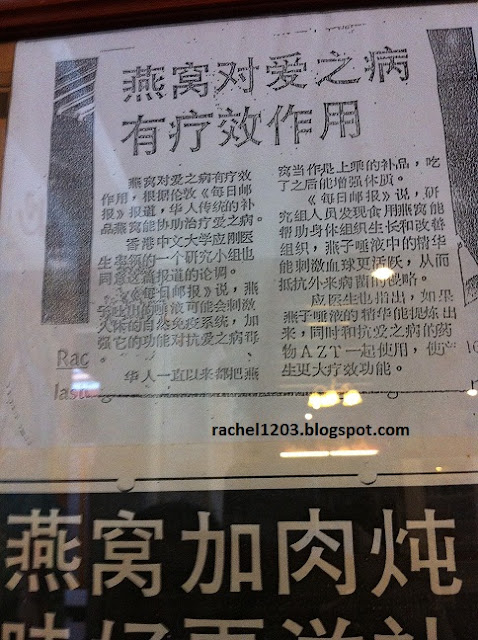 燕窝对爱之病
有疗效作用
燕窝对爱之病有疗效
作用，根据伦敦《每日邮
报》报道，华人传统的补
品燕窝能协助治疗爱之病。
香港中文大学应刚医
生率领的一个研究小组也
同意这篇报道的论调。
《每日邮报》说，燕
子吐出的唾液可能会刺激
人体的自然免疫系统，加
强它的功能对抗爱之病毒
。
华人一直以来都把燕
窝当作是上乘的补品，吃
了之后能增强体质。
《每日邮报》说，研
究组人员发现食用燕窝能
帮助身体组织生长和改善
组织，燕子唾液中的精华
能刺激血球更活跃，从而
抵抗外来病菌的侵略。
应医生也指出，如果
燕子唾液的精华能提炼出
来，同时和抗爱之病的药
物AZT一起使用，使产
生更大疗效功能。
Rac
rachel1203.blogspot.com
燕窝加肉炖